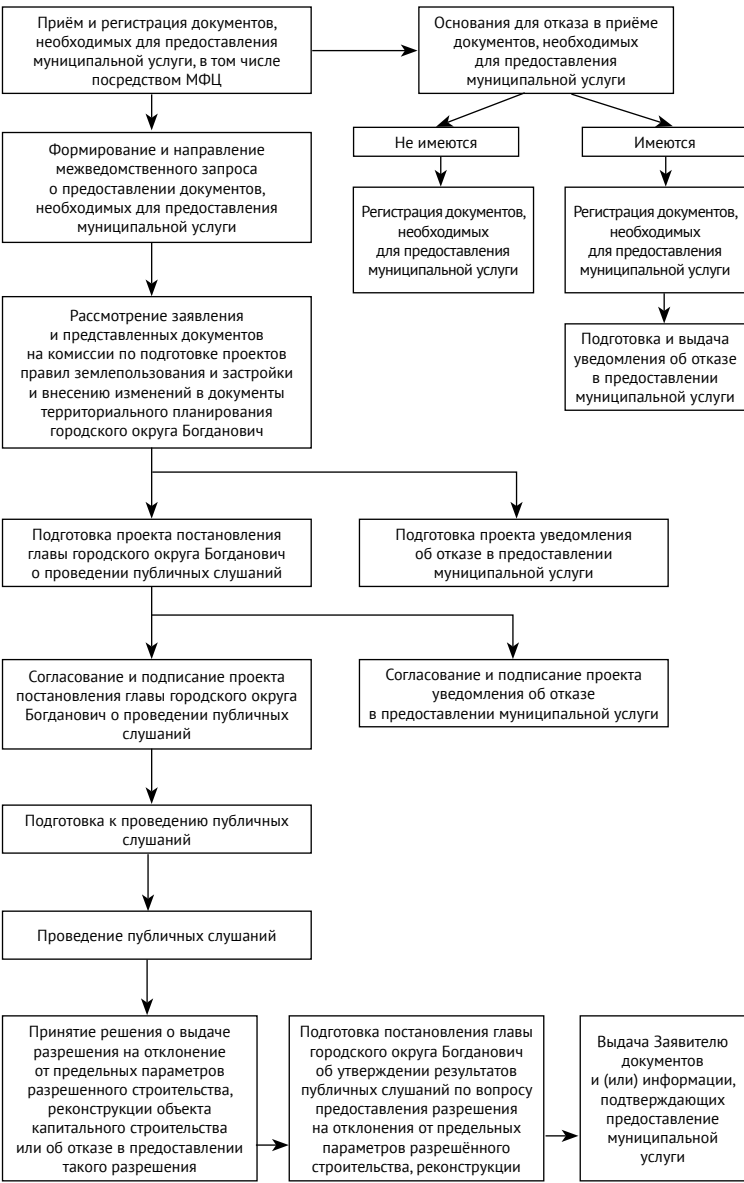 Приём и регистрация документов,
необходимых для предоставления
муниципальной услуги, в том числе
посредством МФЦ
Основания для отказа в приёме
документов, необходимых
для предоставления
муниципальной услуги
Не имеются
Имеются
Формирование и направление
межведомственного запроса
о предоставлении документов,
необходимых для предоставления
муниципальной услуги
Регистрация документов,
необходимых
для предоставления
муниципальной услуги
Регистрация документов,
необходимых
для предоставления
муниципальной услуги
Рассмотрение заявления
и представленных документов
на комиссии по подготовке проектов
правил землепользования и застройки
и внесению изменений в документы
территориального планирования
городского округа Богданович
Подготовка и выдача
уведомления об отказе
в предоставлении
муниципальной услуги
Подготовка проекта постановления
главы городского округа Богданович
о проведении публичных слушаний
Подготовка проекта уведомления
об отказе в предоставлении
муниципальной услуги
Согласование и подписание проекта
постановления главы городского округа
Богданович о проведении публичных
слушаний
Согласование и подписание проекта
уведомления об отказе
в предоставлении муниципальной услуги
Подготовка к проведению публичных
слушаний
Проведение публичных слушаний
Принятие решения о выдаче
разрешения на отклонение
от предельных параметров
разрешенного строительства,
реконструкции объекта
капитального строительства
или об отказе в предоставлении
такого разрешения
Подготовка постановления главы
городского округа Богданович
об утверждении результатов
публичных слушаний по вопросу
предоставления разрешения
на отклонения от предельных
параметров разрешённого
строительства, реконструкции
Выдача Заявителю
документов
и (или) информации,
подтверждающих
предоставление
муниципальной
услуги